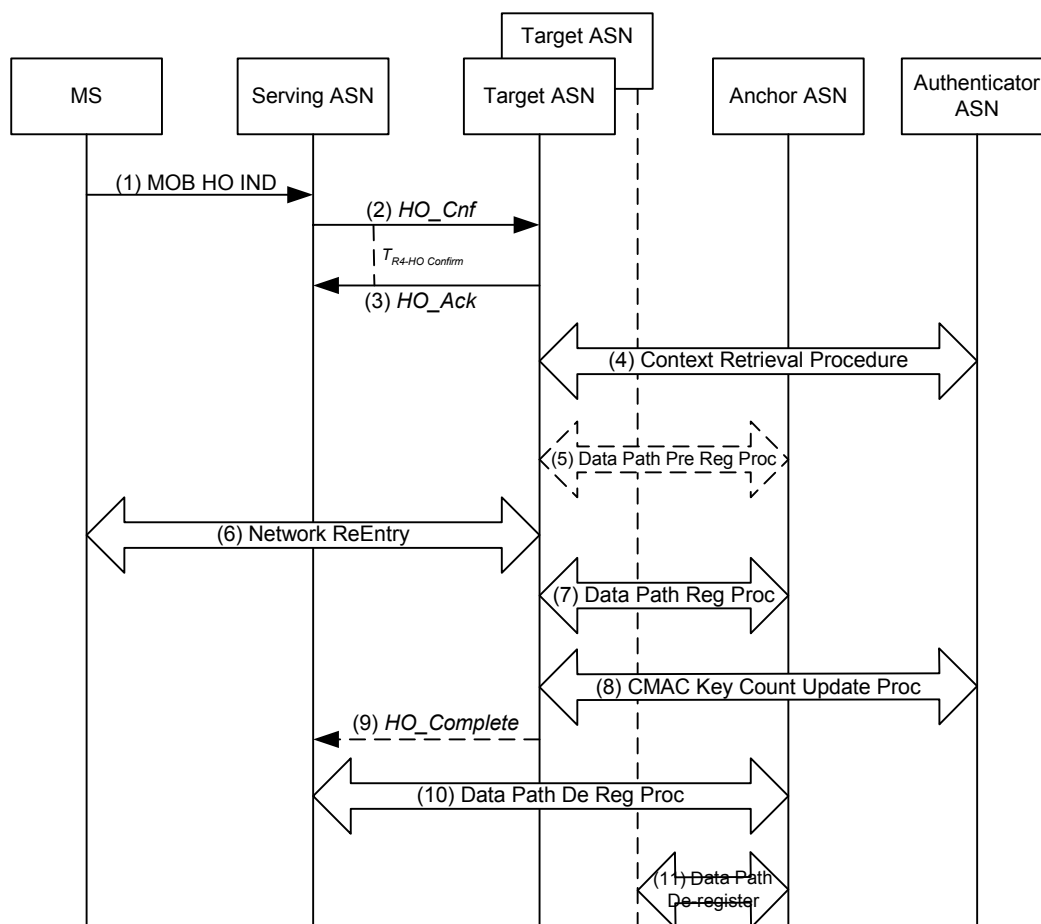 Target ASN
MS
Serving ASN
Target ASN
Anchor ASN
Authenticator
ASN
(1) MOB HO IND
(2) HO_Cnf
T R4-HO Confirm
(3) HO_Ack
(4) Context Retrieval Procedure
(5) Data Path Pre Reg Proc
(6) Network ReEntry
(7) Data Path Reg Proc
(8) CMAC Key Count Update Proc
(9) HO_Complete
(10) Data Path De Reg Proc
(11) Data Path
De-register